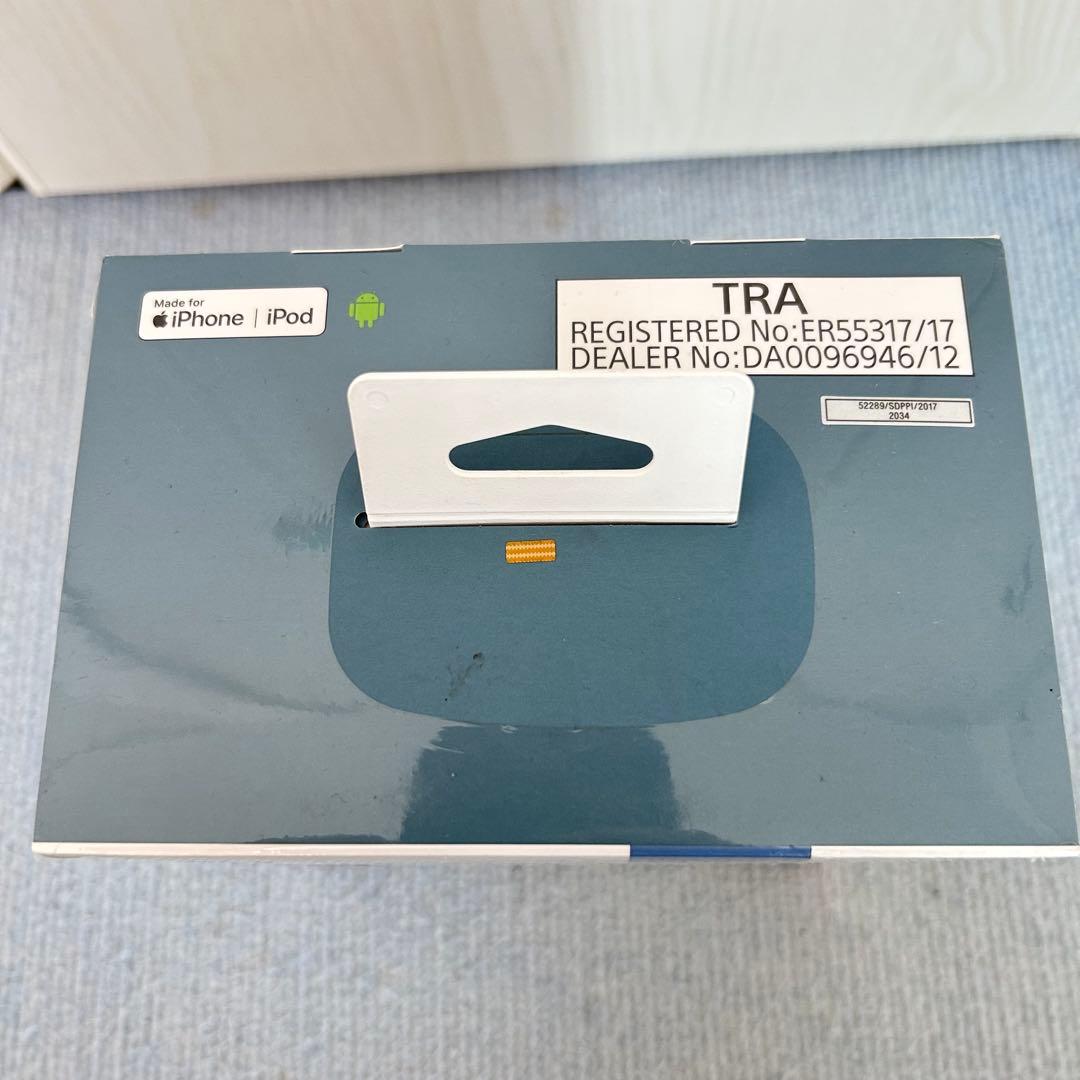 Made for
iPhone | iPod
TRA
REGISTERED No:ER55317/17
DEALER No:DA0096946/12
52289/SDPPI/2017
2034